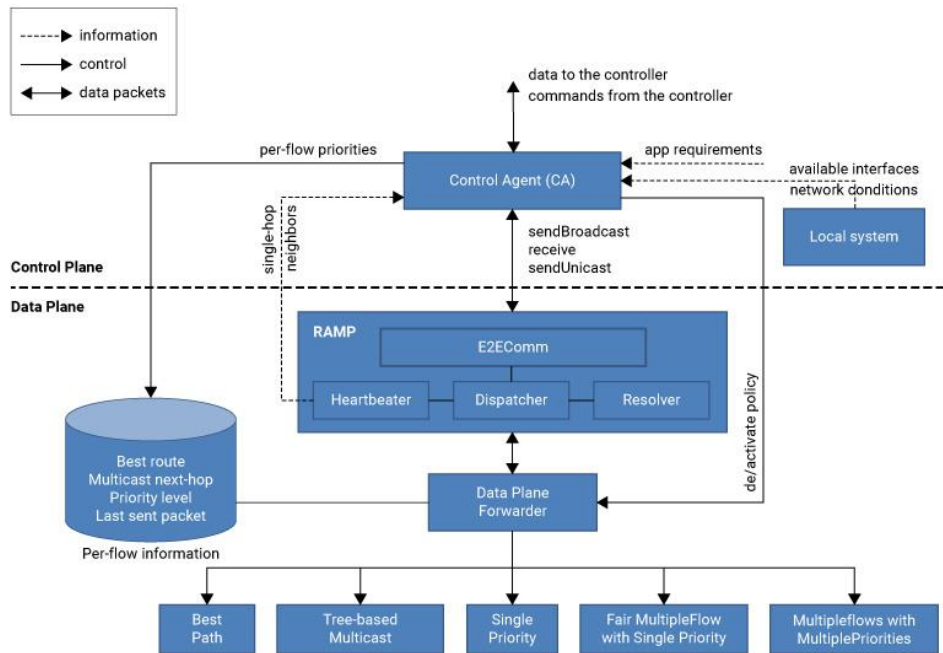 information
control
data packets
data to the controller
commands from the controller
per-flow priorities
app requirements
Control Agent (CA)
available interfaces
network conditions
single-hop
neighbors
sendBroadcast
receive
sendUnicast
Local system
Control Plane
Data Plane
RAMP
E2EComm
Heartbeater
Dispatcher
Resolver
de/activate policy
Best route
Multicast next-hop
Priority level
Last sent packet
Per-flow information
Data Plane
Forwarder
Best
Path
Tree-based
Multicast
Single
Priority
Fair MultipleFlow
with Single Priority
Multipleflows with
MultiplePriorities